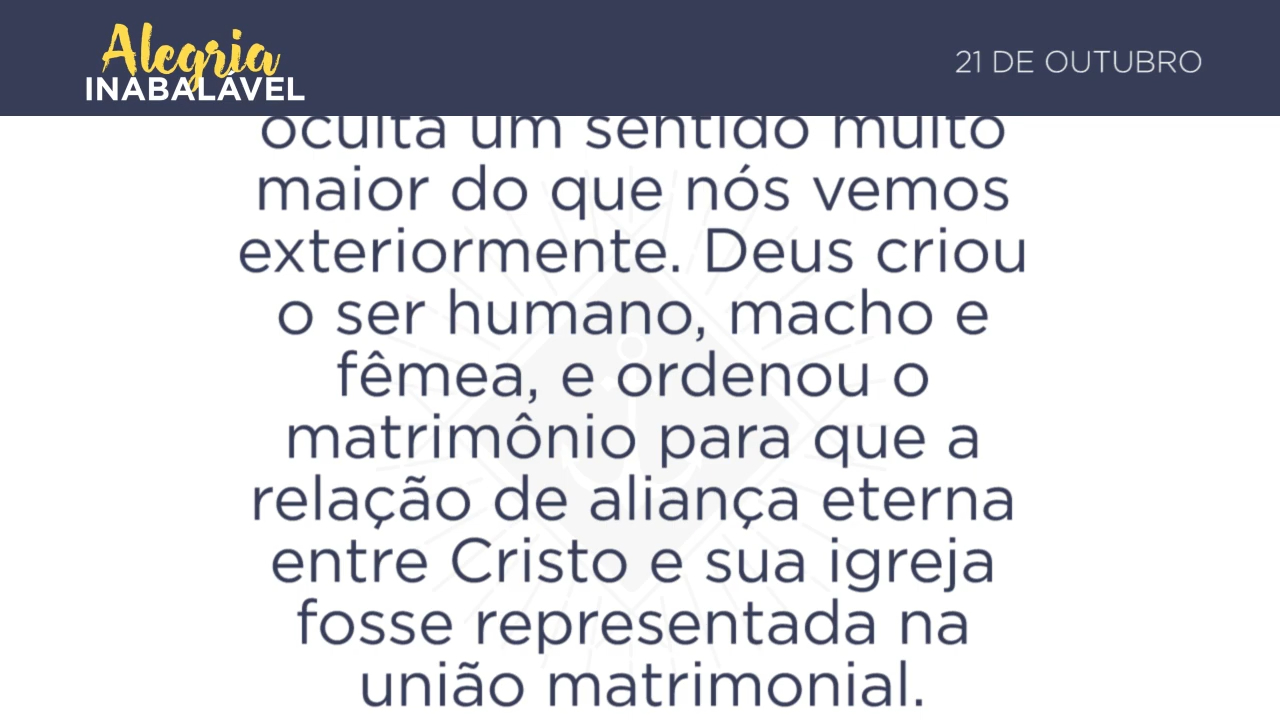 Alegria
INABALÁVEL
21 DE OUTUBRO
oculta um sentido muito
maior do que nós vemos
exteriormente. Deus criou
o ser humano, macho e
fêmea, e ordenou o
matrimônio para que a
relação de aliança eterna
entre Cristo e sua igreja
fosse representada na
união matrimonial.